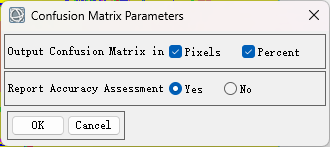 Confusion Matrix Parameters
Output Confusion Matrix in Pixels Percent
Report Accuracy Assessment Yes No
OK Cancel